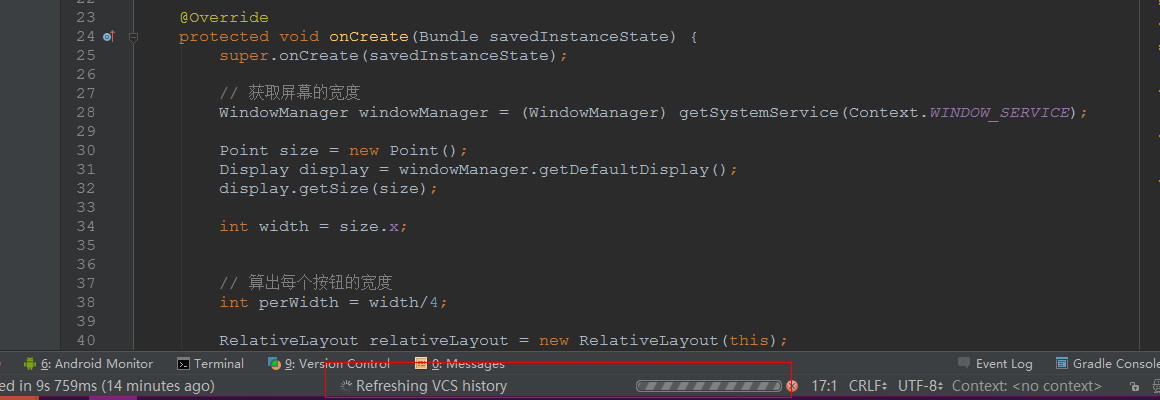 23 @Override
24 protected void onCreate(Bundle savedInstanceState) {
25 super.onCreate(savedInstanceState);
26
27 // 获取屏幕的宽度
28 WindowManager windowManager = (WindowManager) getSystemService(Context.WINDOW_SERVICE);
29
30 Point size = new Point();
31 Display display = windowManager.getDefaultDisplay();
32 display.getSize(size);
33
34 int width = size.x;
35
36
37 // 算出每个按钮的宽度
38 int perWidth = width/4;
39
40 RelativeLayout relativeLayout = new RelativeLayout(this);
6: Android Monitor Terminal 9: Version Control 0: Messages Event Log Gradle Console
ed in 9s 759ms (14 minutes ago) Refreshing VCS history 17:1 CRLF UTF-8 Context: <no context>